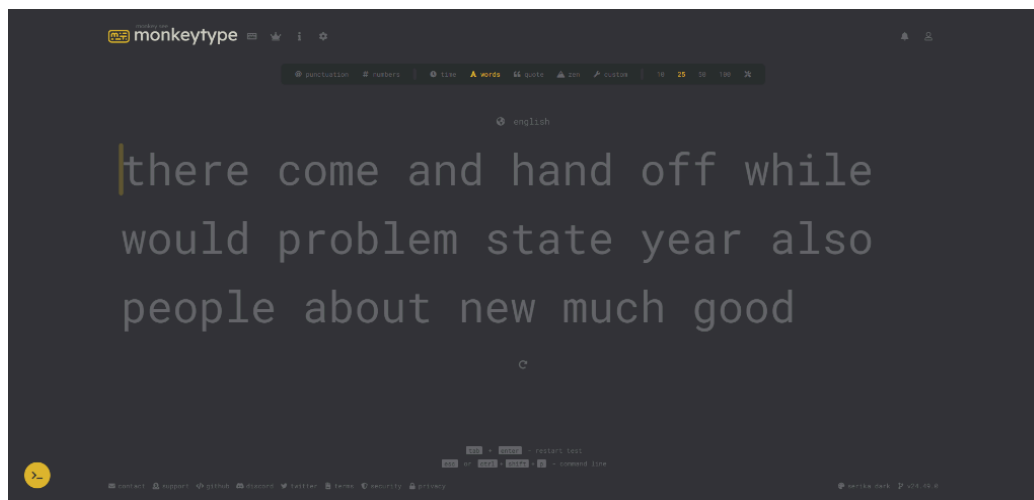 monkey see
monkeytype
@ punctuation # numbers time A words quote zen custom 10 25 50 100
english
there come and hand off while
would problem state year also
people about new much good
tab + enter - restart test
esc or ctrl + shift + p - command line
contact support </> github discord twitter terms security privacy serika dark